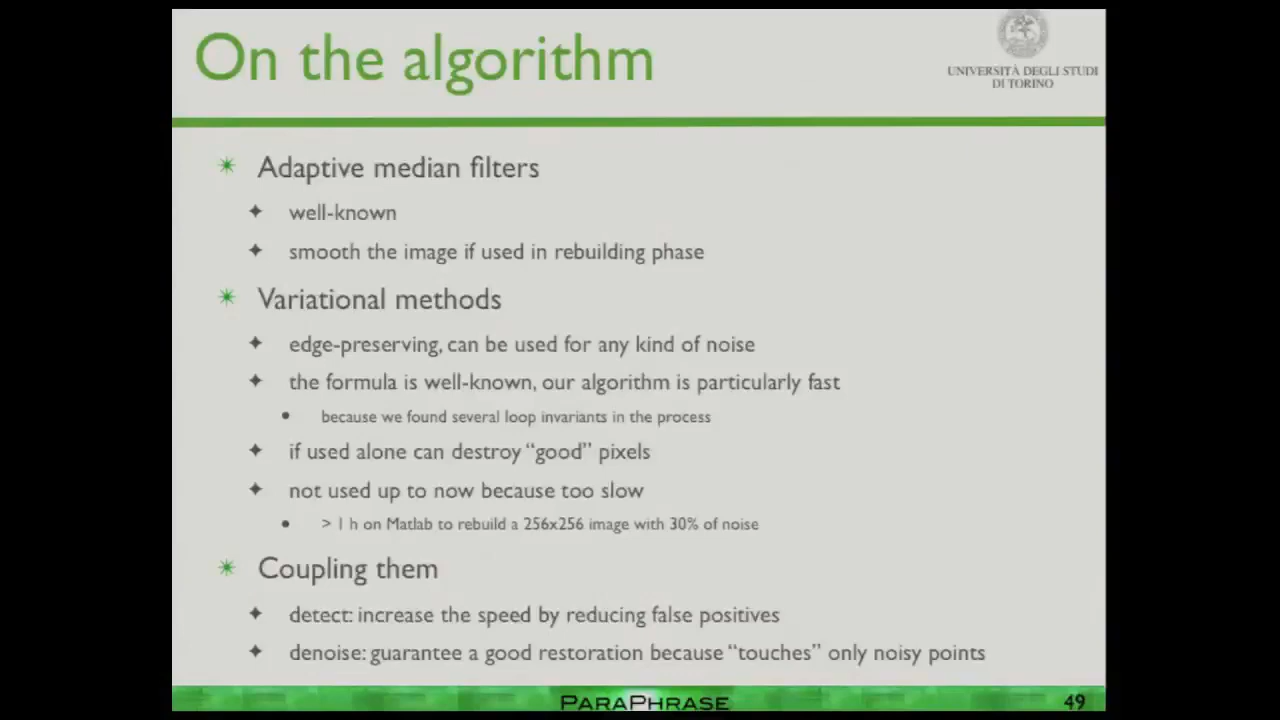 On the algorithm
UNIVERSITÀ DEGLI STUDI
DI TORINO
Adaptive median filters
well-known
smooth the image if used in rebuilding phase
Variational methods
edge-preserving, can be used for any kind of noise
the formula is well-known, our algorithm is particularly fast
because we found several loop invariants in the process
if used alone can destroy “good” pixels
not used up to now because too slow
> 1 h on Matlab to rebuild a 256x256 image with 30% of noise
Coupling them
detect: increase the speed by reducing false positives
denoise: guarantee a good restoration because “touches” only noisy points
PARAPHRASE
49